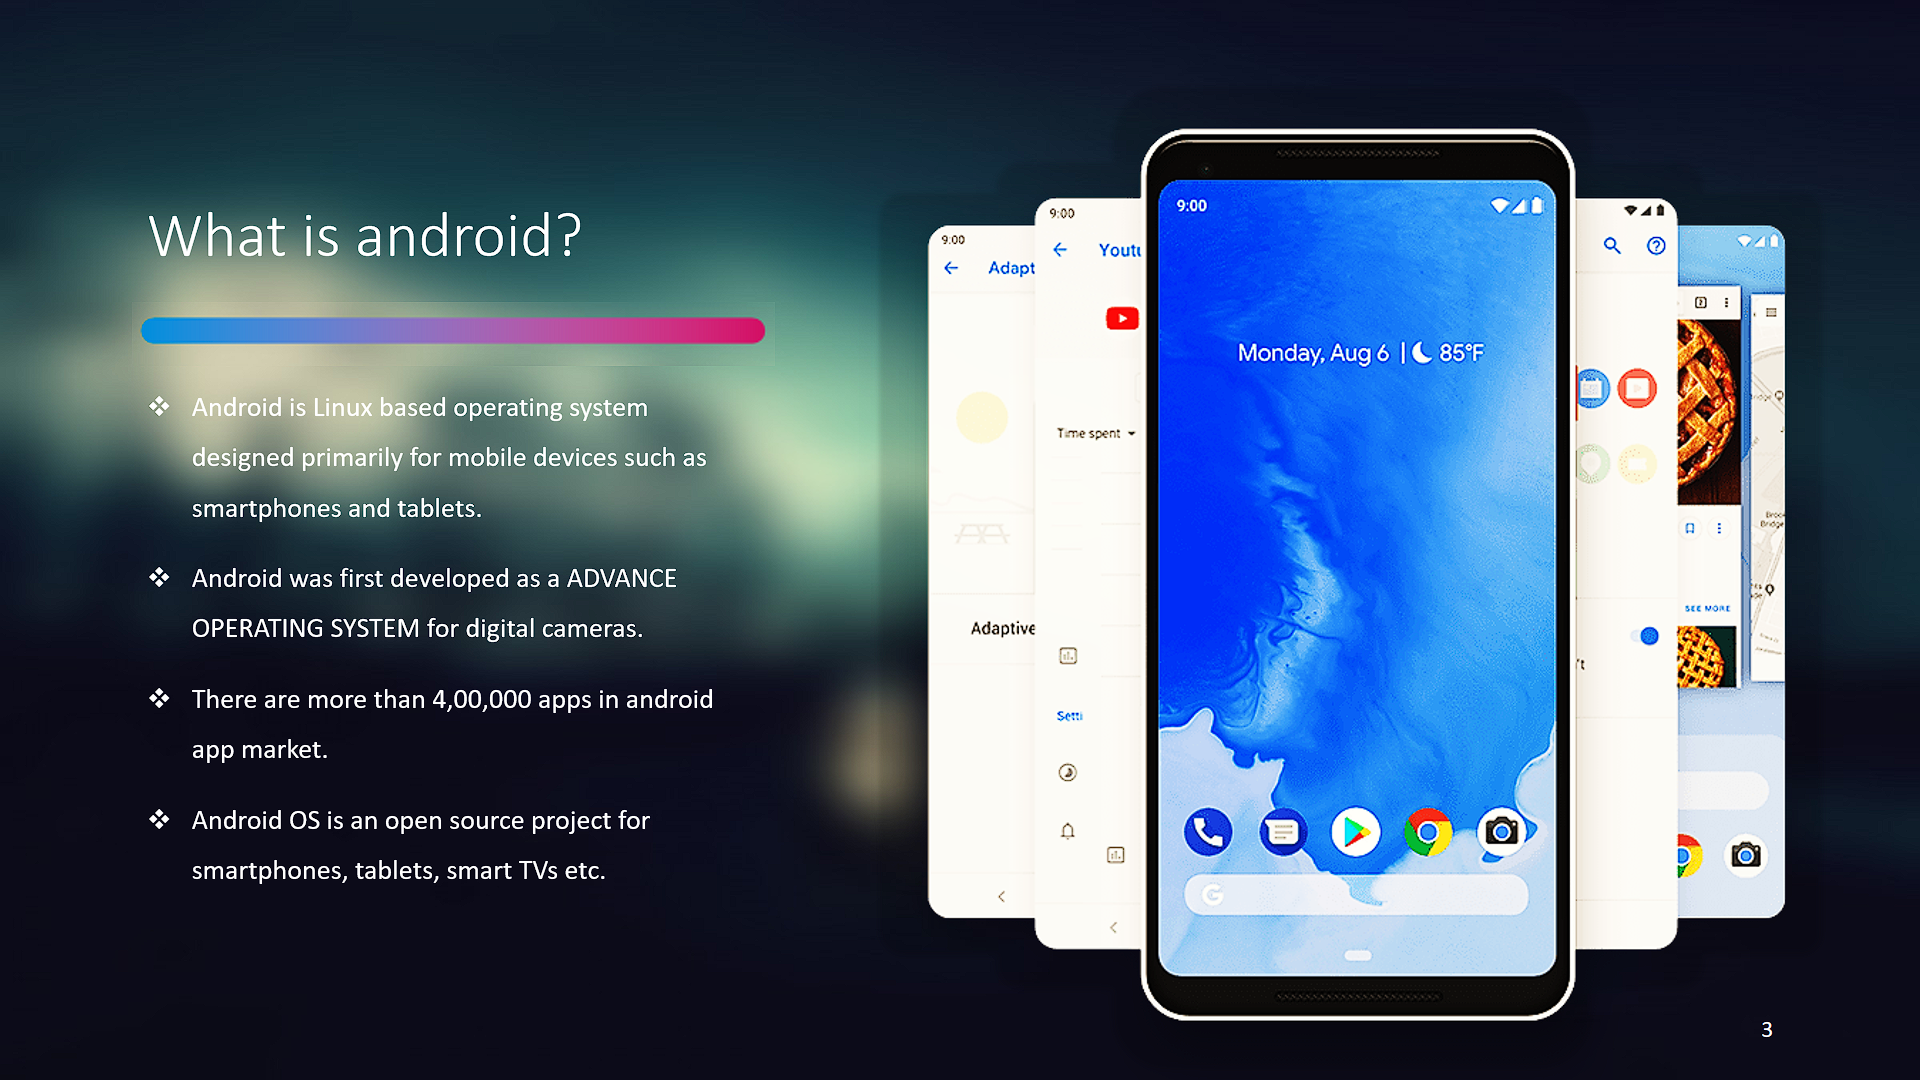 What is android?
❖ Android is Linux based operating system
designed primarily for mobile devices such as
smartphones and tablets.
❖ Android was first developed as a ADVANCE
OPERATING SYSTEM for digital cameras.
❖ There are more than 4,00,000 apps in android
app market.
❖ Android OS is an open source project for
smartphones, tablets, smart TVs etc.
9:00
Adapt
Adaptive
9:00
Youtu
Time spent
Setti
9:00
Monday, Aug 6 | 85°F
't
SEE MORE
Bridge
3